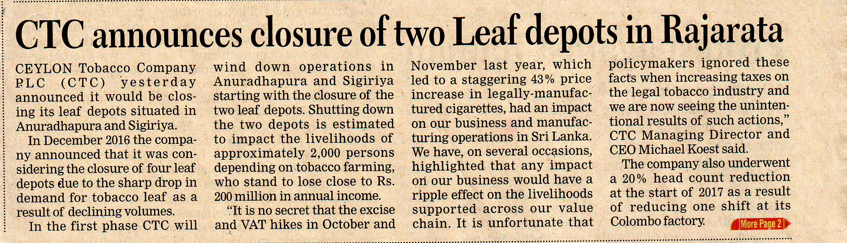 CTC announces closure of two Leaf depots in Rajarata
CEYLON Tobacco Company
PLC (CTC) yesterday
announced it would be clos-
ing its leaf depots situated in
Anuradhapura and Sigiriya.
In December 2016 the compa-
ny announced that it was con-
sidering the closure of four leaf
depots due to the sharp drop in
demand for tobacco leaf as a
result of declining volumes.
In the first phase CTC will
wind down operations in
Anuradhapura and Sigiriya
starting with the closure of the
two leaf depots. Shutting down
the two depots is estimated
to impact the livelihoods of
approximately 2,000 persons
depending on tobacco farming,
who stand to lose close to Rs.
200 million in annual income.
"It is no secret that the excise
and VAT hikes in October and
November last year, which
led to a staggering 43% price
increase in legally-manufac-
tured cigarettes, had an impact
on our business and manufac-
turing operations in Sri Lanka.
We have, on several occasions,
highlighted that any impact
on our business would have a
ripple effect on the livelihoods
supported across our value
chain. It is unfortunate that
policymakers ignored these
facts when increasing taxes on
the legal tobacco industry and
we are now seeing the uninten-
tional results of such actions,"
CTC Managing Director and
CEO Michael Koest said.
The company also underwent
a 20% head count reduction
at the start of 2017 as a result
of reducing one shift at its
Colombo factory.
More Page 2